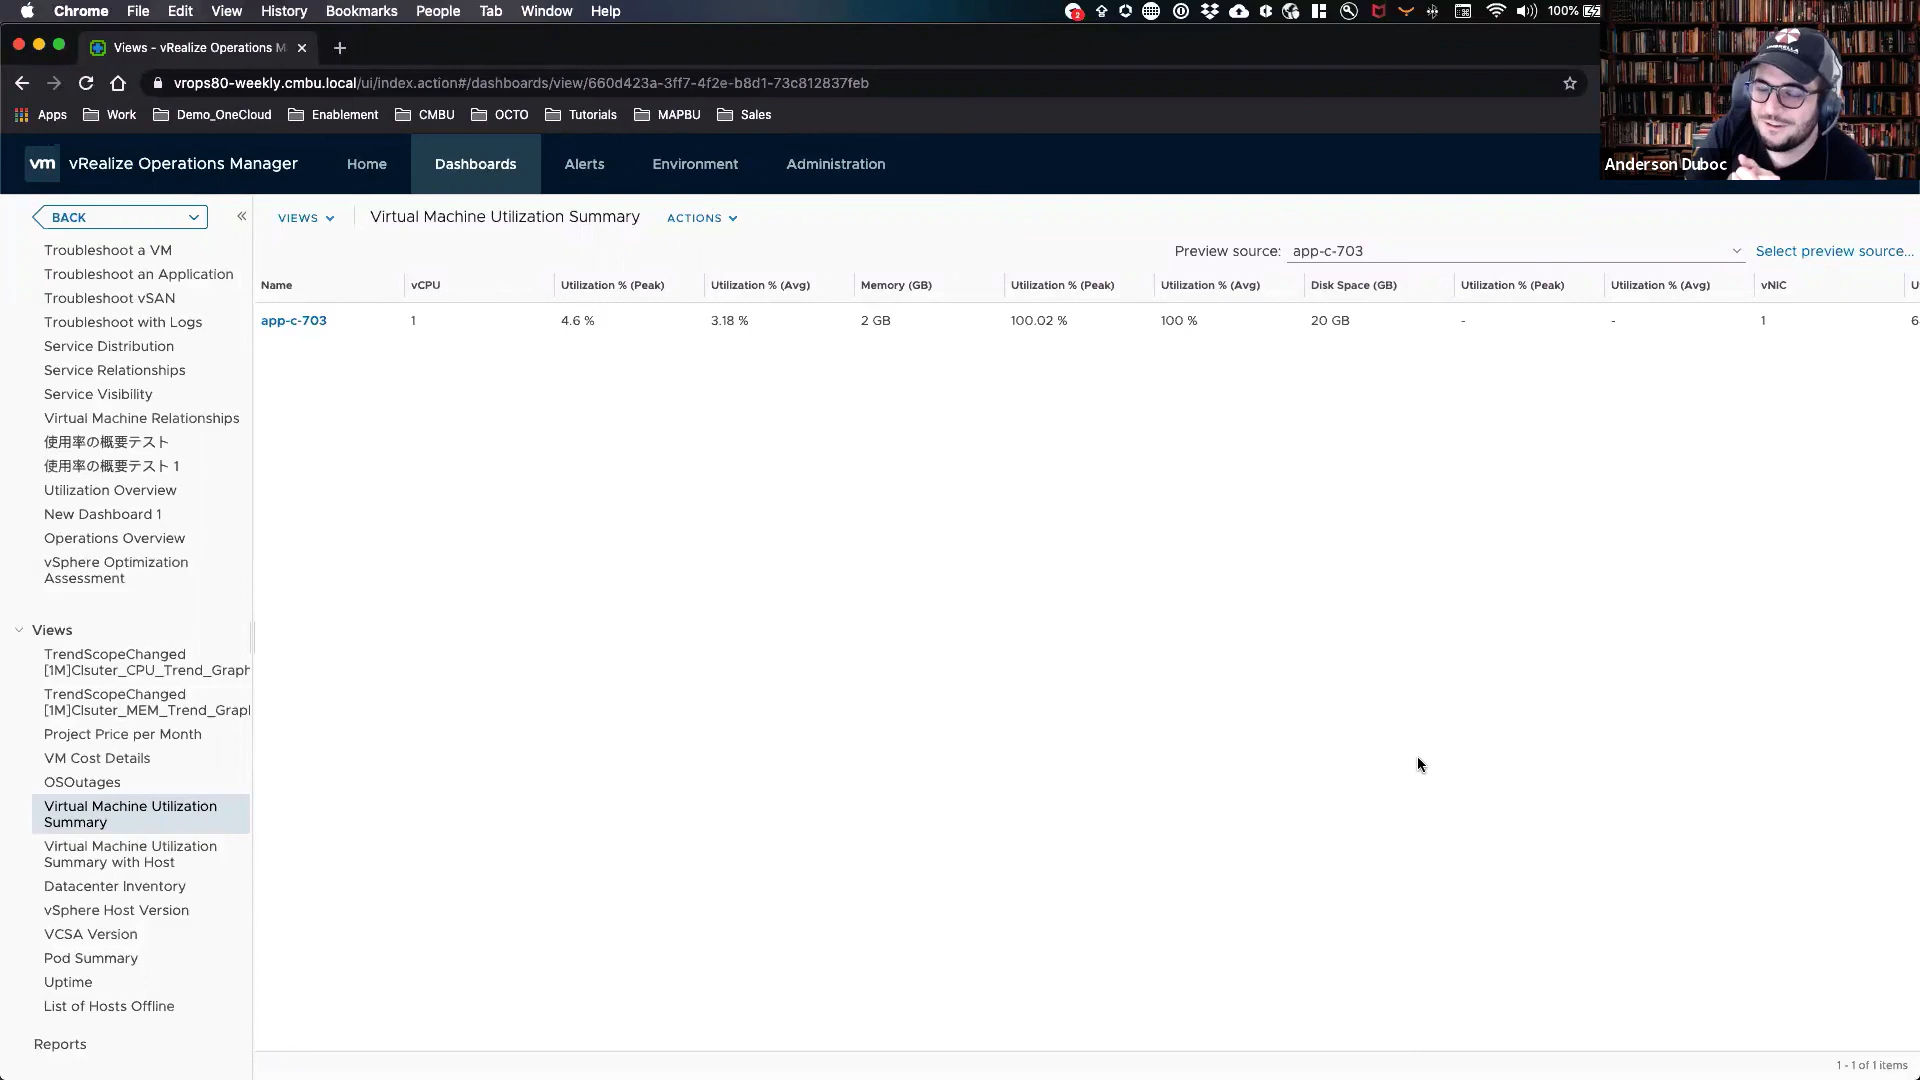 Chrome File Edit View History Bookmarks People Tab Window Help 100%
Views - vRealize Operations M
vrops80-weekly.cmbu.local/ui/index.action#/dashboards/view/660d423a-3ff7-4f2e-b8d1-73c812837feb
Apps Work Demo_OneCloud Enablement CMBU OCTO Tutorials MAPBU Sales
UMBRELLA
Anderson Duboc
vm vRealize Operations Manager Home Dashboards Alerts Environment Administration
BACK
Troubleshoot a VM
Troubleshoot an Application
Troubleshoot vSAN
Troubleshoot with Logs
Service Distribution
Service Relationships
Service Visibility
Virtual Machine Relationships
使用率の概要テスト
使用率の概要テスト 1
Utilization Overview
New Dashboard 1
Operations Overview
vSphere Optimization
Assessment
Views
TrendScopeChanged
[1M]Clsuter_CPU_Trend_Graph
TrendScopeChanged
[1M]Clsuter_MEM_Trend_Grap
Project Price per Month
VM Cost Details
OSOutages
Virtual Machine Utilization
Summary
Virtual Machine Utilization
Summary with Host
Datacenter Inventory
vSphere Host Version
VCSA Version
Pod Summary
Uptime
List of Hosts Offline
Reports
VIEWS Virtual Machine Utilization Summary ACTIONS
Preview source: app-c-703 Select preview source...
Name vCPU Utilization % (Peak) Utilization % (Avg) Memory (GB) Utilization % (Peak) Utilization % (Avg) Disk Space (GB) Utilization % (Peak) Utilization % (Avg) vNIC U
app-c-703 1 4.6 % 3.18 % 2 GB 100.02 % 100 % 20 GB - - 1 6
1 - 1 of 1 items